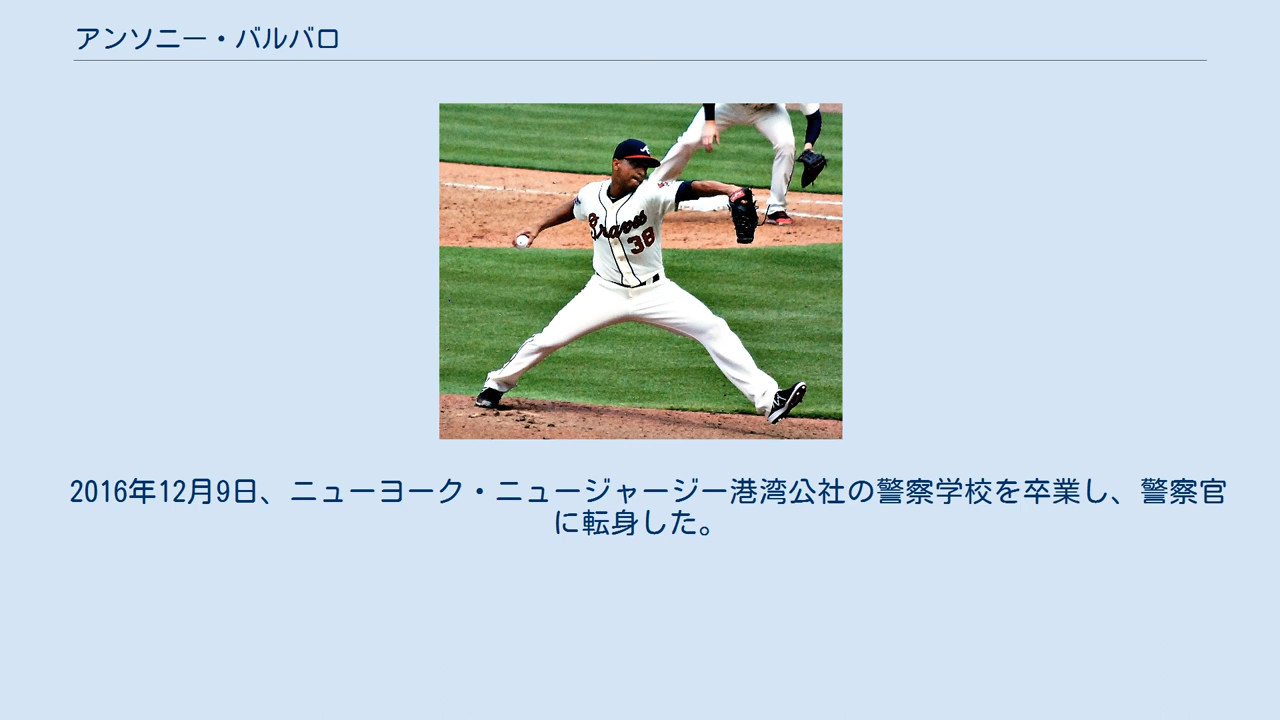 アンソニー・バルバロ
Braves
38
2016年12月9日、ニューヨーク・ニュージャージー港湾公社の警察学校を卒業し、警察官
に転身した。